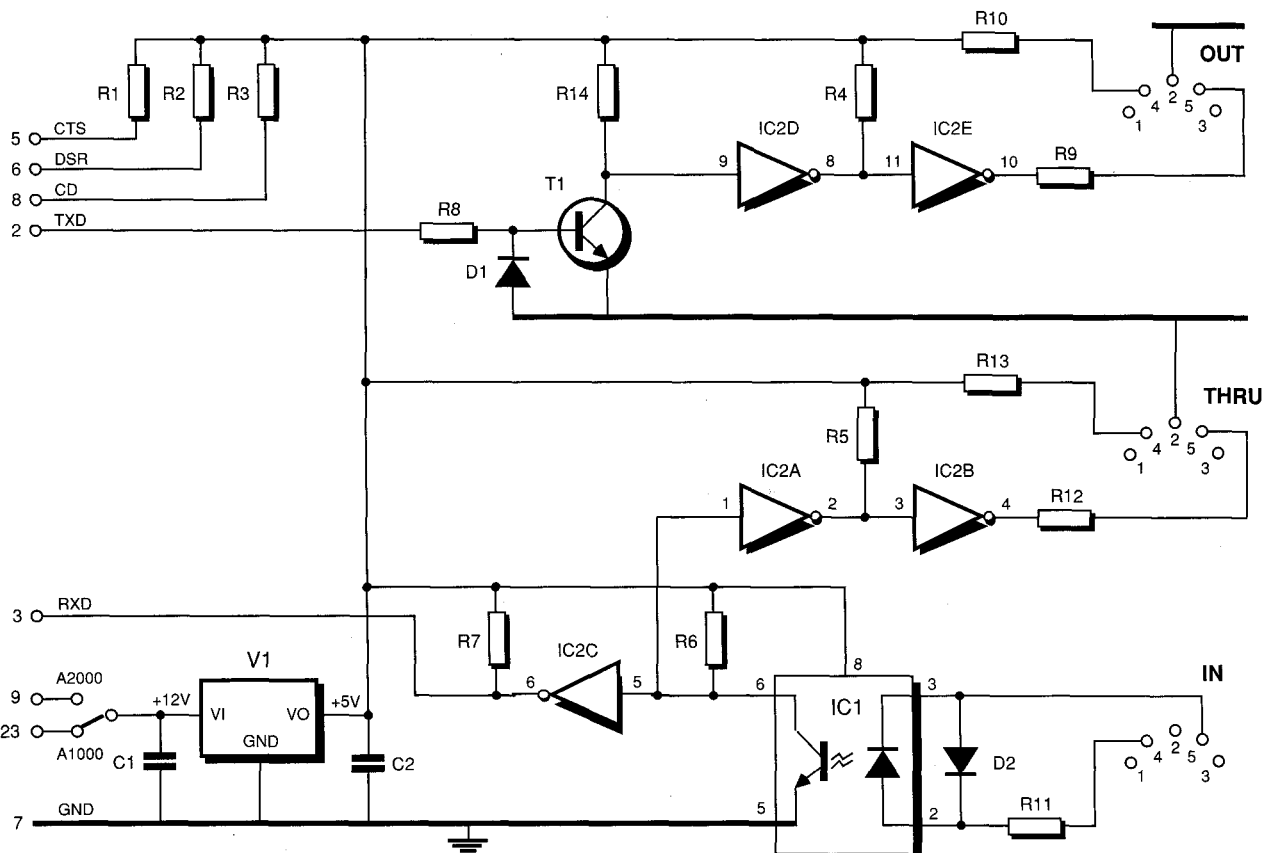 R10
OUT
R1 R2 R3 R14 R4
4 2 5
1 3
IC2D IC2E
5 CTS
6 DSR
8 CD
2 TXD
9 8 11 10 R9
T1
R8
D1
R13
THRU
R5
4 2 5
1 3
IC2A IC2B
1 2 3 4 R12
3 RXD
R7 IC2C R6
V1
8
IN
A2000
9
+12V +5V
6 5 6 3
IC1
VI VO
23
A1000
GND
C1 C2
D2
4 2 5
1 3
R11
7 GND
5 2